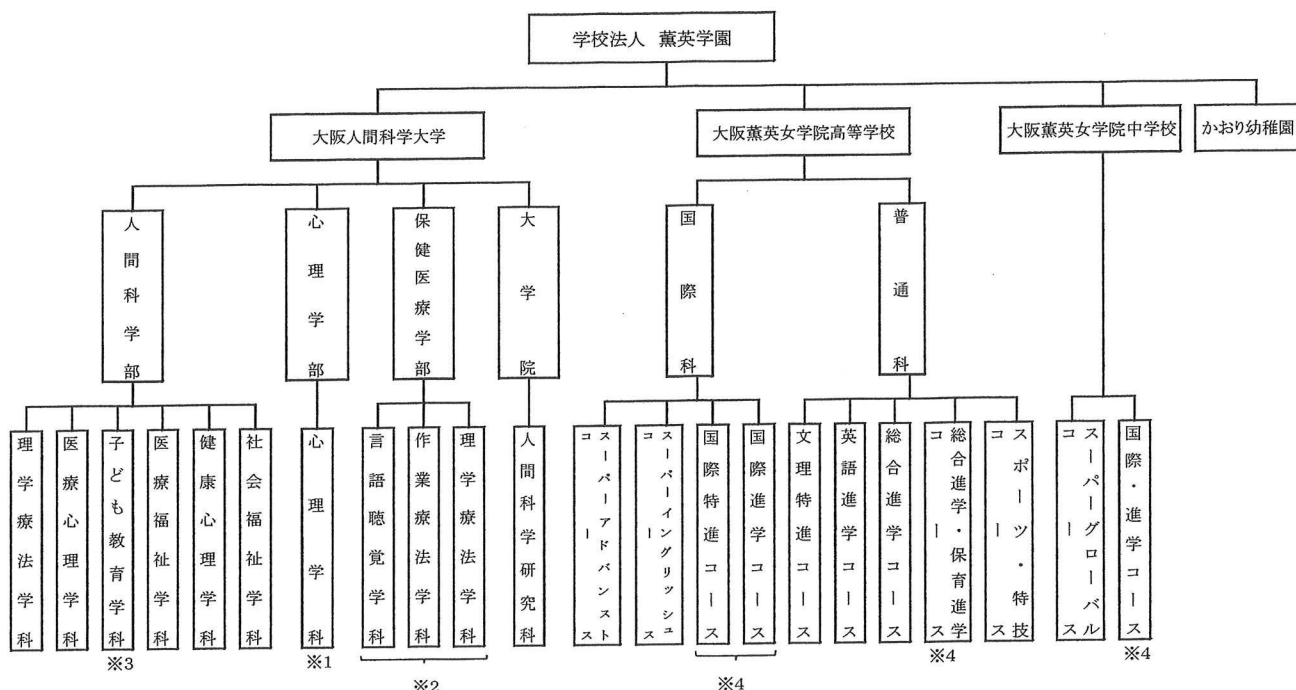 学校法人 薫英学園
大阪人間科学大学
大阪薫英女学院高等学校
大阪薫英女学院中学校
かおり幼稚園
人間科学部
心理学部
保健医療学部
大学院
国際科
普通科
理学療法学科
医療心理学科
子ども教育学科
医療福祉学科
健康心理学科
社会福祉学科
心理学科
言語聴覚学科
作業療法学科
理学療法学科
人間科学研究科
スーパーアドバンスト
コース
スーパーイングリッシュ
コース
国際特進コース
国際進学コース
文理特進コース
英語進学コース
総合進学コース
総合進学・保育進学
コース
スポーツ・特技
コース
スーパーグローバル
コース
国際・進学コース
※3
※1
※2
※4
※4
※4